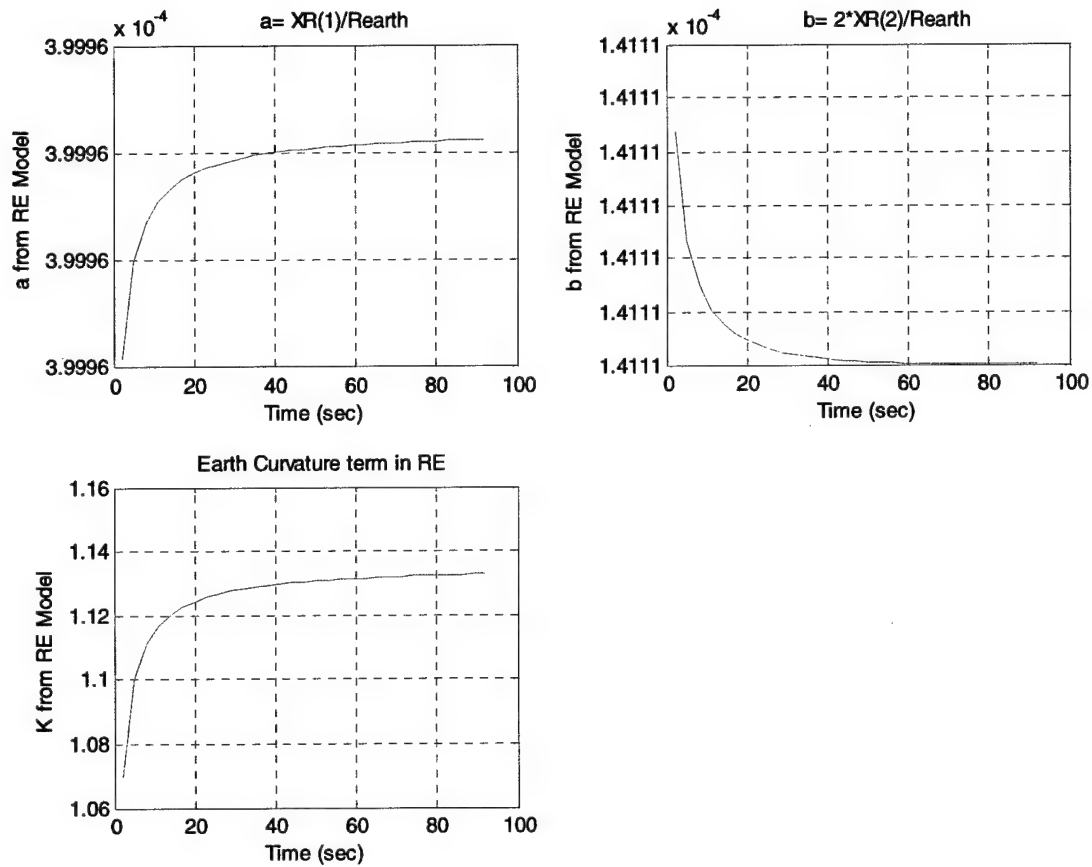 x 10⁻⁴
a= XR(1)/Rearth
3.9996
3.9996
3.9996
3.9996
a from RE Model
0 20 40 60 80 100
Time (sec)
x 10⁻⁴
b= 2*XR(2)/Rearth
1.4111
1.4111
1.4111
1.4111
1.4111
1.4111
1.4111
b from RE Model
0 20 40 60 80 100
Time (sec)
Earth Curvature term in RE
1.16
1.14
1.12
1.1
1.08
1.06
K from RE Model
0 20 40 60 80 100
Time (sec)